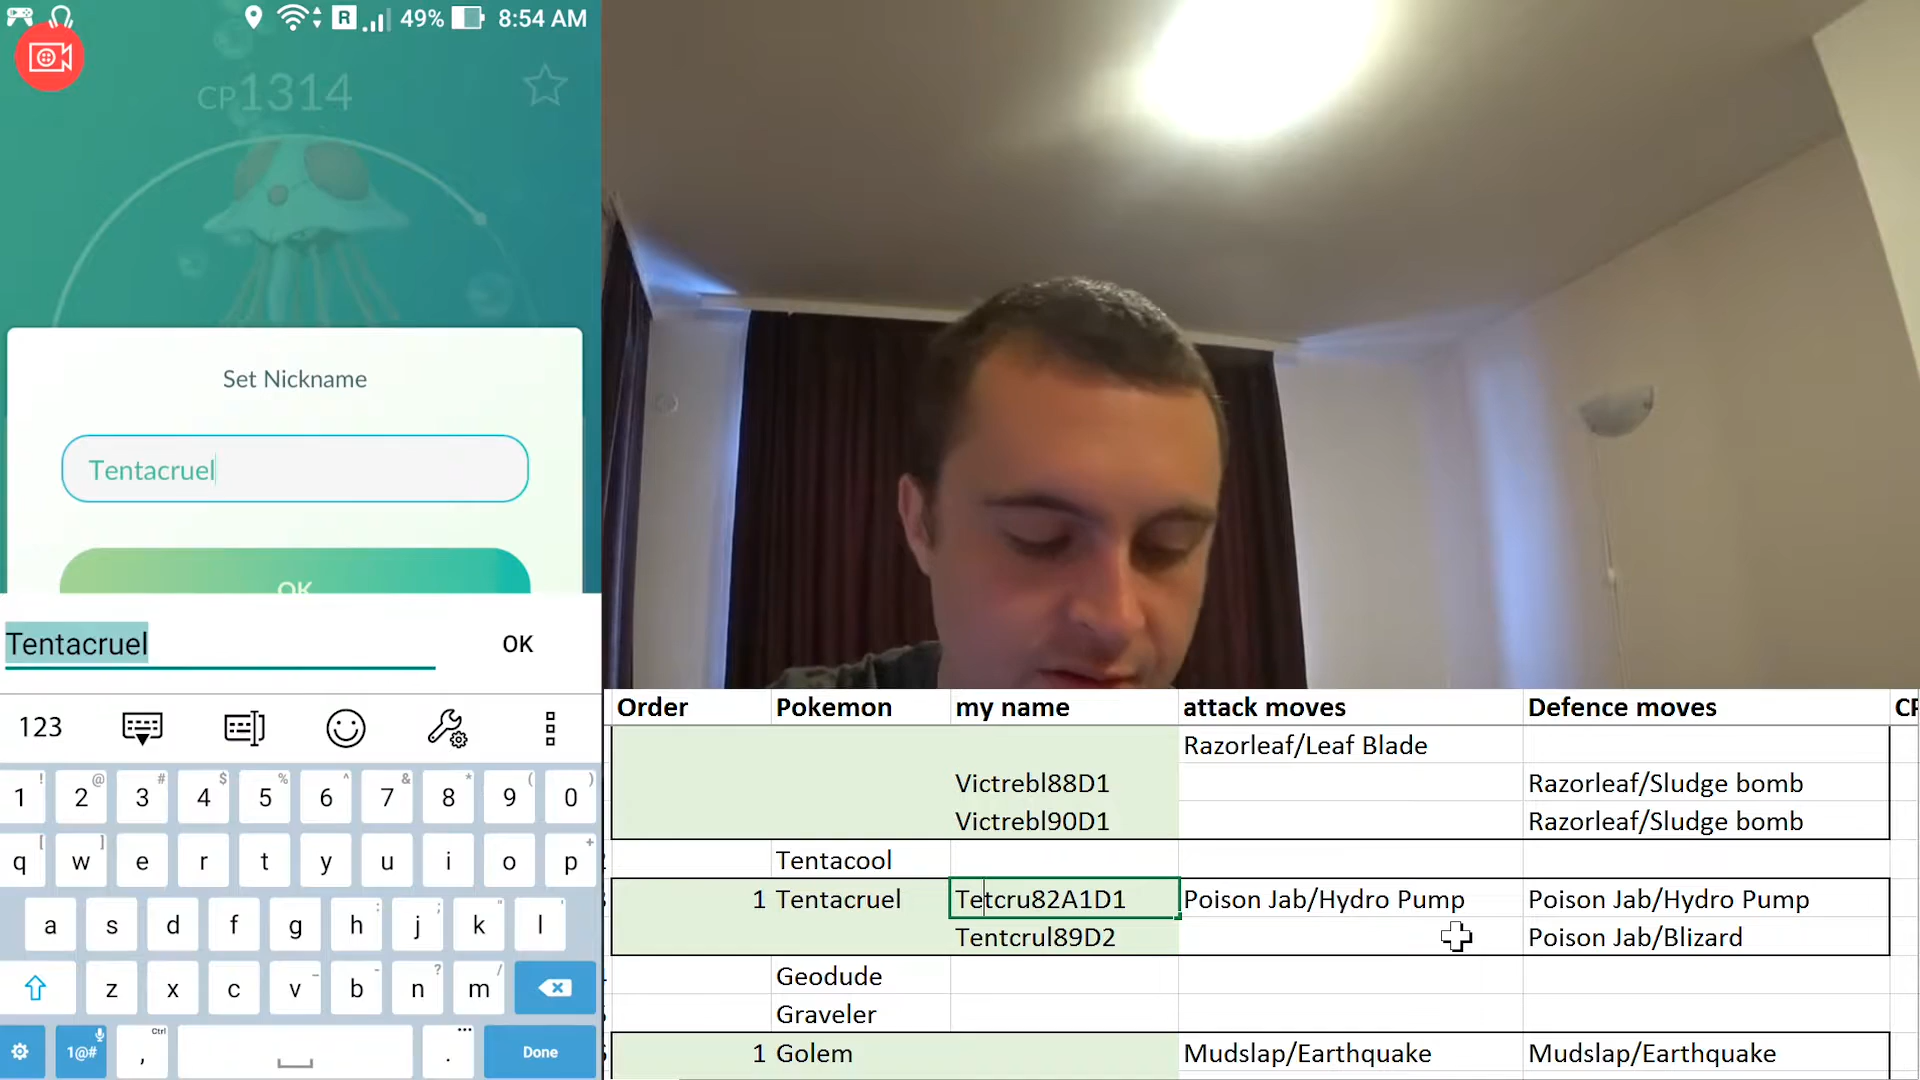 R 49% 8:54 AM
CP1314
Set Nickname
Tentacruel
OK
Tentacruel OK
123
! @ # $ % ^ & * ( )
1 2 3 4 5 6 7 8 9 0
[ ] +
q w e r t y u i o p
: ; "
a s d f g h j k l
_ - ? /
z x c v b n m
Ctrl
1@# , . Done
Order Pokemon my name attack moves Defence moves
Razorleaf/Leaf Blade
Victrebl88D1 Razorleaf/Sludge bomb
Victrebl90D1 Razorleaf/Sludge bomb
Tentacool
1 Tentacruel Tetcru82A1D1 Poison Jab/Hydro Pump Poison Jab/Hydro Pump
Tentcrul89D2 Poison Jab/Blizard
Geodude
Graveler
1 Golem Mudslap/Earthquake Mudslap/Earthquake